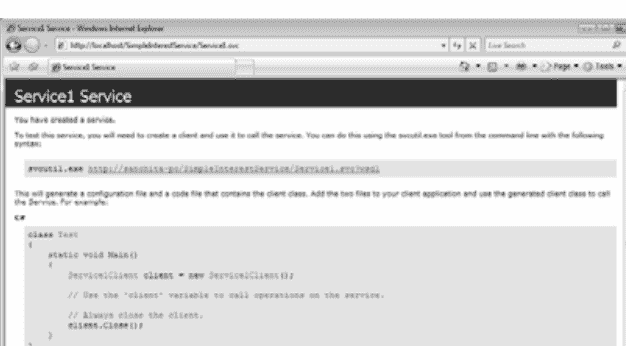 Service1 Service - Windows Internet Explorer
http://localhost/SimpleInterestService/Service1.svc
Live Search
Service1 Service
Page Tools
Service1 Service
You have created a service.
To test this service, you will need to create a client and use it to call the service. You can do this using the svcutil.exe tool from the command line with the following
syntax:
svcutil.exe http://sanchita-pc/SimpleInterestService/Service1.svc?wsdl
This will generate a configuration file and a code file that contains the client class. Add the two files to your client application and use the generated client class to call
the Service. For example:
C#
class Test
{
static void Main()
{
Service1Client client = new Service1Client();
// Use the 'client' variable to call operations on the service.
// Always close the client.
client.Close();
}
}